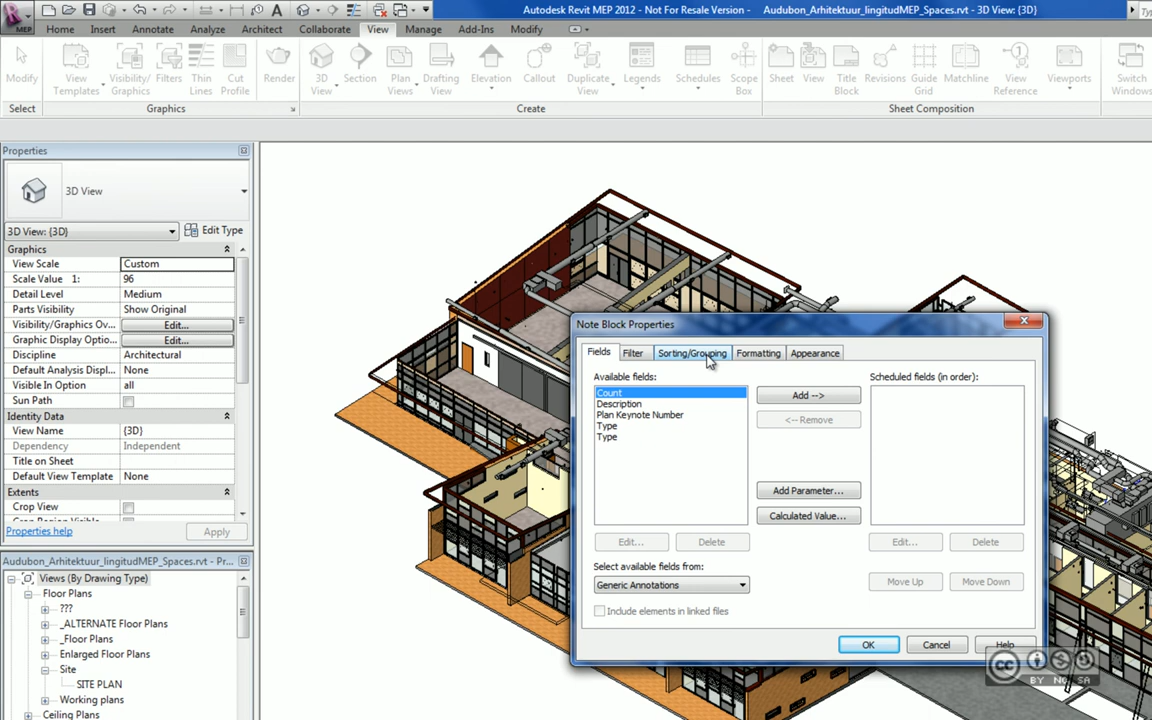 Autodesk Revit MEP 2012 - Not For Resale Version - Audubon_Arhitektuur_lingitudMEP_Spaces.rvt - 3D View: {3D}
MEP
Home Insert Annotate Analyze Architect Collaborate View Manage Add-Ins Modify
Modify View Templates Visibility/ Graphics Filters Thin Lines Cut Profile Render 3D View Section Plan Views Drafting View Elevation Callout Duplicate View Legends Schedules Scope Box Sheet View Title Block Revisions Guide Grid Matchline View Reference Viewports Switch Windows
Select Graphics Create Sheet Composition
Properties
3D View
3D View: {3D} Edit Type
Graphics
View Scale Custom
Scale Value 1: 96
Detail Level Medium
Parts Visibility Show Original
Visibility/Graphics Ov... Edit...
Graphic Display Optio... Edit...
Discipline Architectural
Default Analysis Displ... None
Visible In Option all
Sun Path
Identity Data
View Name {3D}
Dependency Independent
Title on Sheet
Default View Template None
Extents
Crop View
Crop Region Visible
Properties help Apply
Audubon_Arhitektuur_lingitudMEP_Spaces.rvt - Pr...
Views (By Drawing Type)
Floor Plans
???
_ALTERNATE Floor Plans
_Floor Plans
Enlarged Floor Plans
Site
SITE PLAN
Working plans
Ceiling Plans
Note Block Properties
Fields Filter Sorting/Grouping Formatting Appearance
Available fields: Scheduled fields (in order):
Count
Description
Plan Keynote Number
Type
Type
Add -->
<-- Remove
Add Parameter...
Calculated Value...
Edit... Delete Edit... Delete
Select available fields from:
Generic Annotations Move Up Move Down
Include elements in linked files
OK Cancel Help
cc
BY NC SA